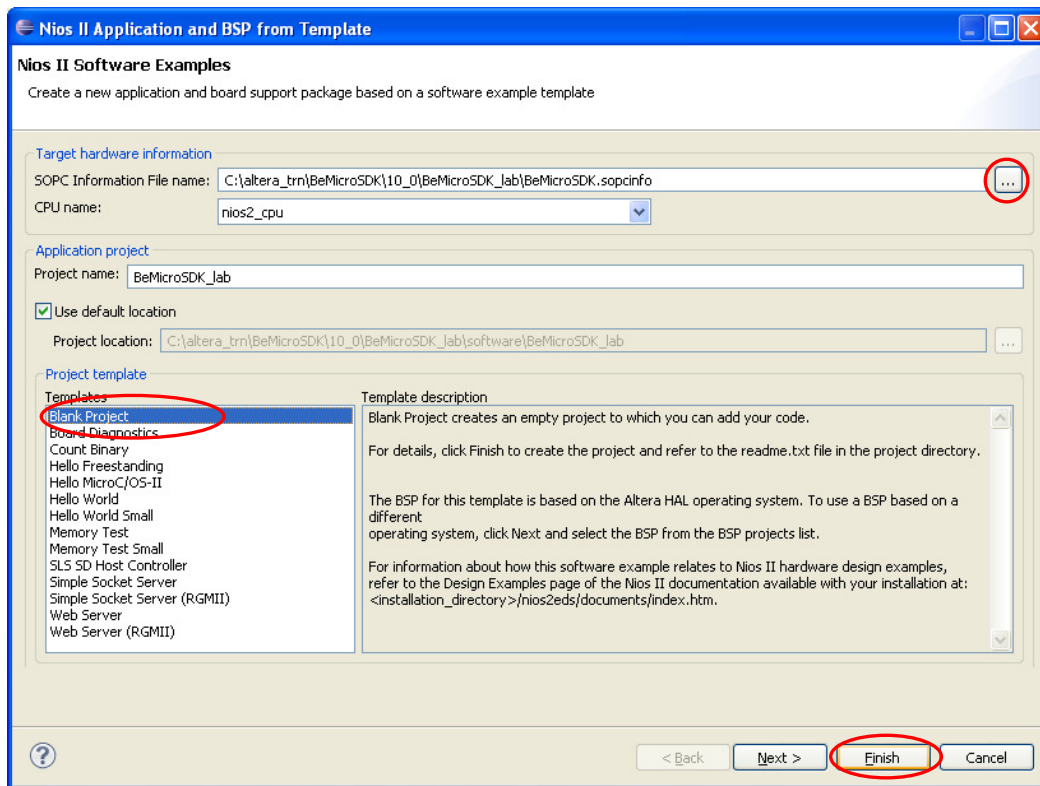 Nios II Application and BSP from Template
Nios II Software Examples
Create a new application and board support package based on a software example template
Target hardware information
SOPC Information File name: C:\altera_trn\BeMicroSDK\10_0\BeMicroSDK_lab\BeMicroSDK.sopcinfo ...
CPU name: nios2_cpu
Application project
Project name: BeMicroSDK_lab
Use default location
Project location: C:\altera_trn\BeMicroSDK\10_0\BeMicroSDK_lab\software\BeMicroSDK_lab ...
Project template
Templates
Blank Project
Board Diagnostics
Count Binary
Hello Freestanding
Hello MicroC/OS-II
Hello World
Hello World Small
Memory Test
Memory Test Small
SLS SD Host Controller
Simple Socket Server
Simple Socket Server (RGMII)
Web Server
Web Server (RGMII)
Template description
Blank Project creates an empty project to which you can add your code.
For details, click Finish to create the project and refer to the readme.txt file in the project directory.
The BSP for this template is based on the Altera HAL operating system. To use a BSP based on a
different
operating system, click Next and select the BSP from the BSP projects list.
For information about how this software example relates to Nios II hardware design examples,
refer to the Design Examples page of the Nios II documentation available with your installation at:
<installation_directory>/nios2eds/documents/index.htm.
? < Back Next > Finish Cancel